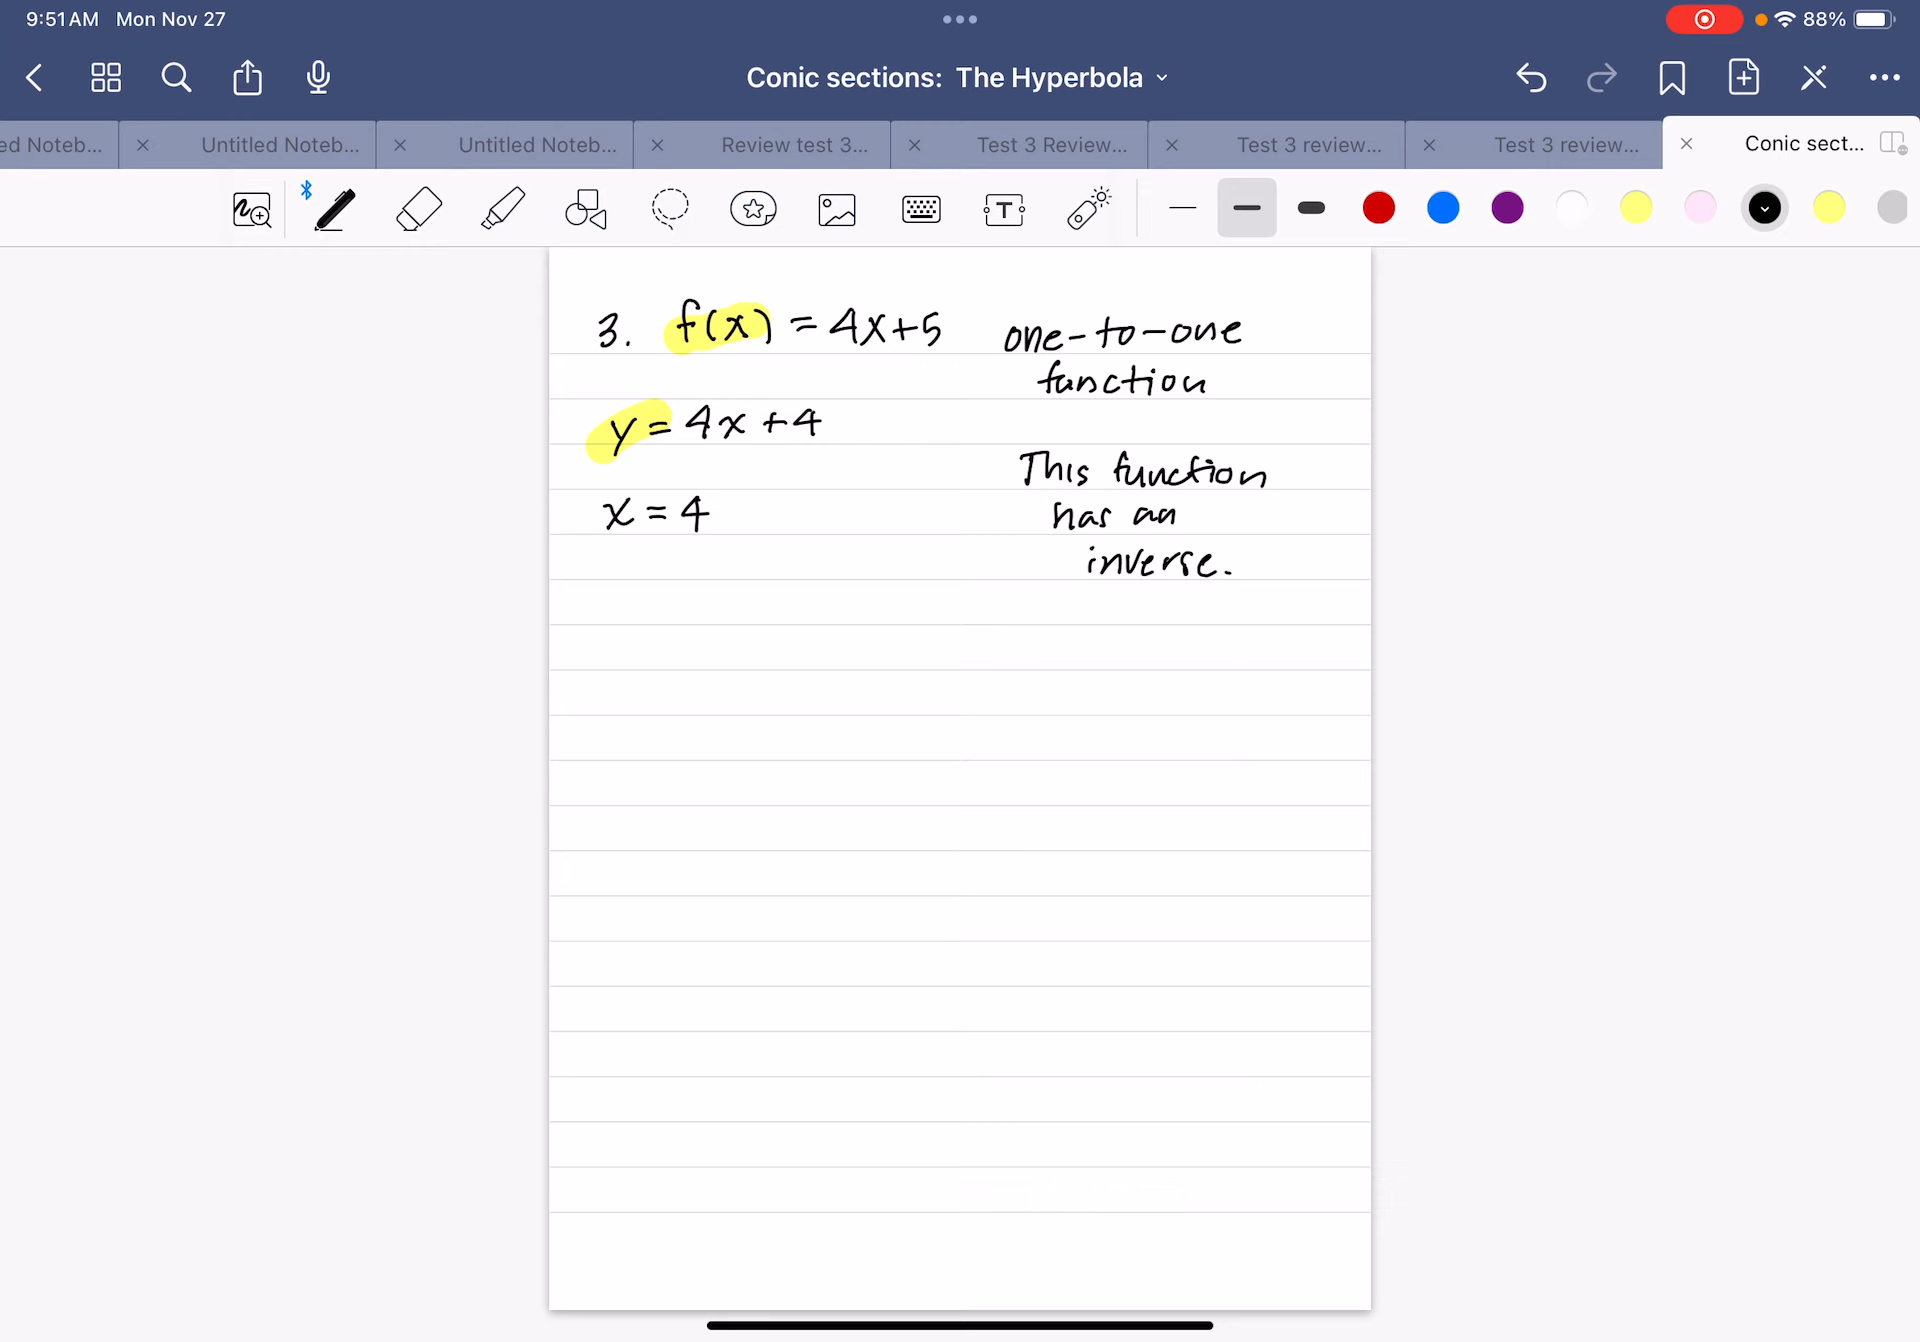 9:51 AM Mon Nov 27
88%
Conic sections: The Hyperbola
ed Noteb...
Untitled Noteb...
Untitled Noteb...
Review test 3...
Test 3 Review...
Test 3 review...
Test 3 review...
Conic sect...
T
3. f(x) = 4x+5
one-to-one
function
y = 4x +4
This function
x = 4
has an
inverse.